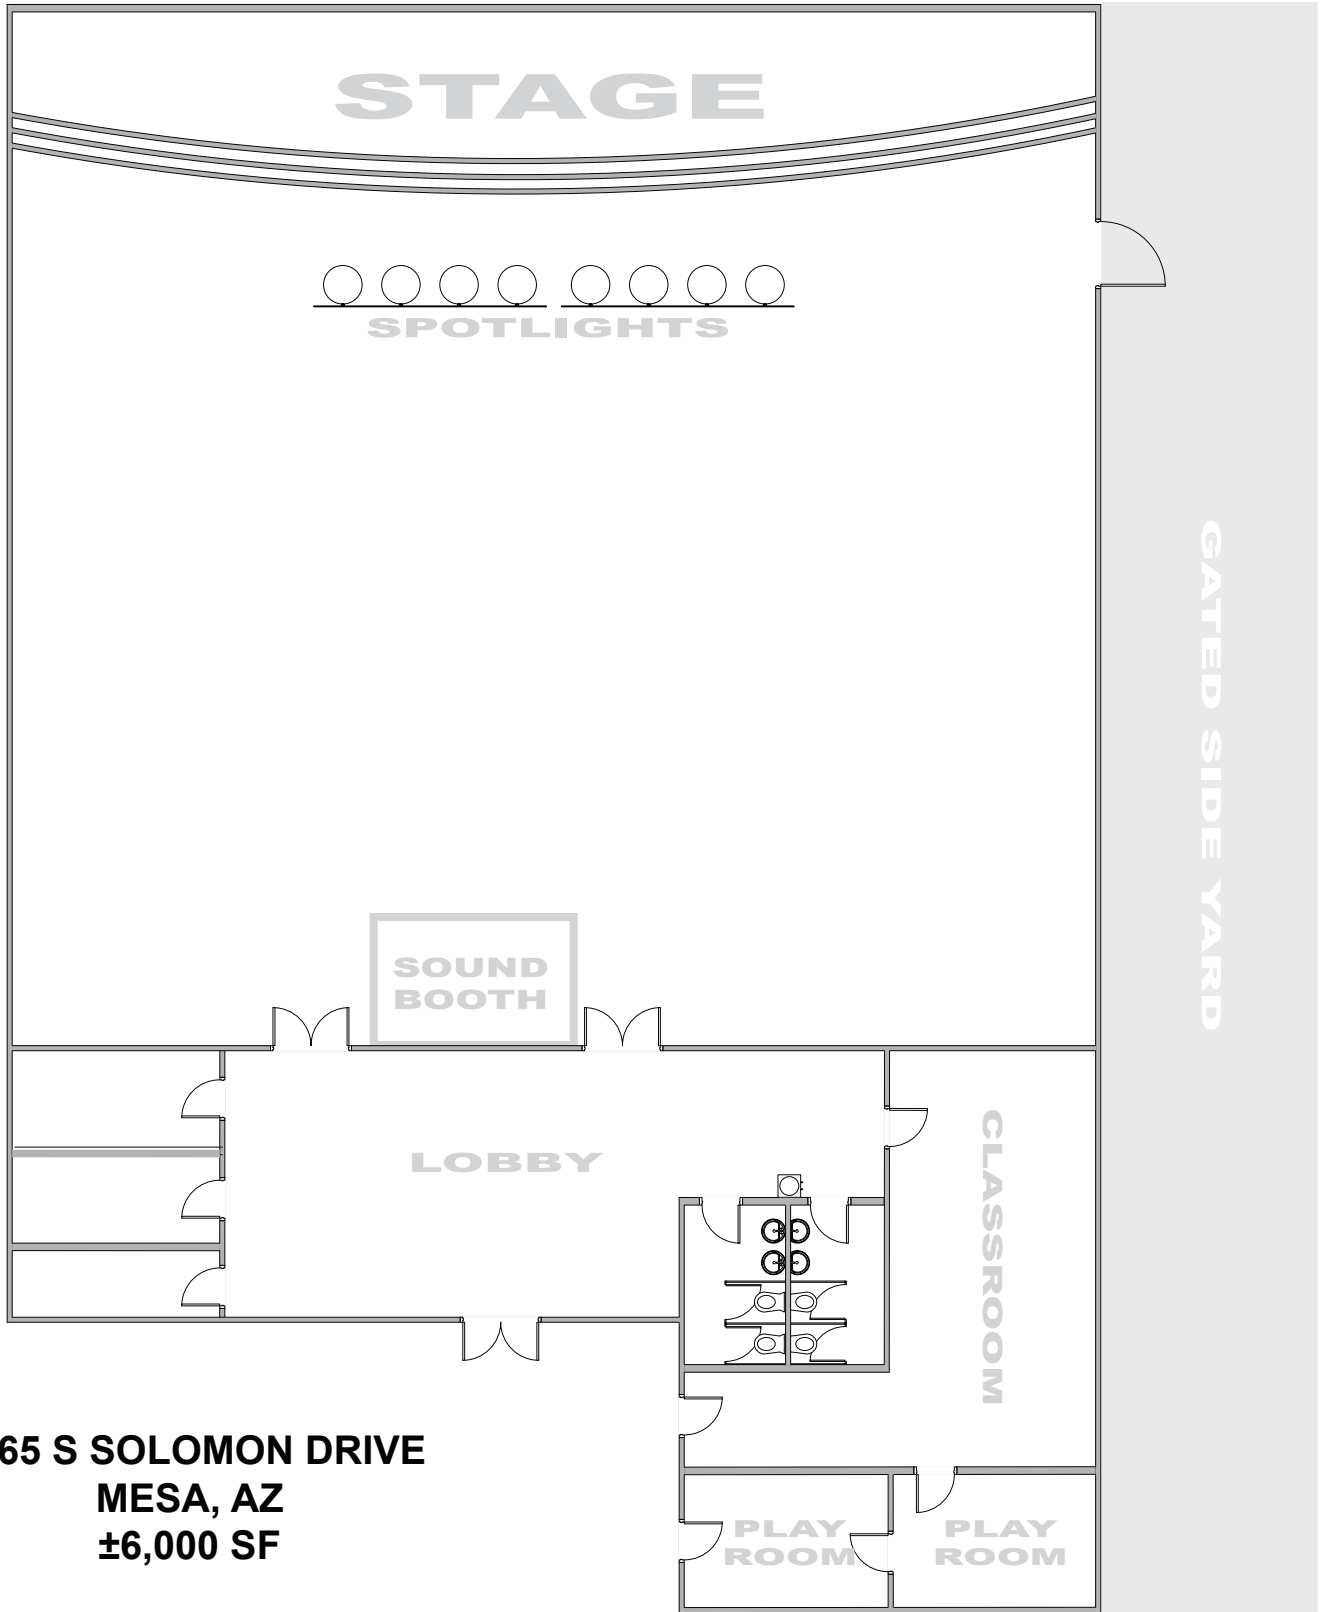 STAGE
SPOTLIGHTS
GATED SIDE YARD
SOUND
BOOTH
LOBBY
CLASSROOM
65 S SOLOMON DRIVE
MESA, AZ
±6,000 SF
PLAY
ROOM
PLAY
ROOM